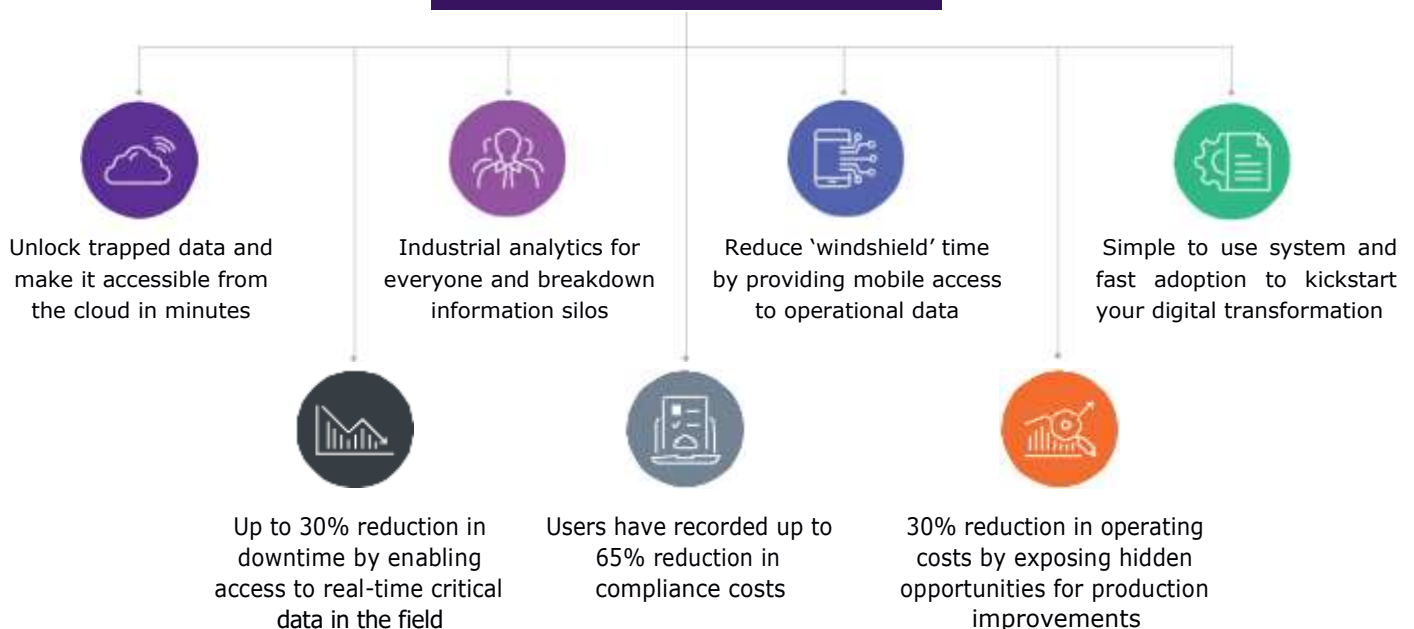 Unlock trapped data and
make it accessible from
the cloud in minutes
Industrial analytics for
everyone and breakdown
information silos
Reduce ‘windshield’ time
by providing mobile access
to operational data
Simple to use system and
fast adoption to kickstart
your digital transformation
Up to 30% reduction in
downtime by enabling
access to real-time critical
data in the field
Users have recorded up to
65% reduction in
compliance costs
30% reduction in operating
costs by exposing hidden
opportunities for production
improvements